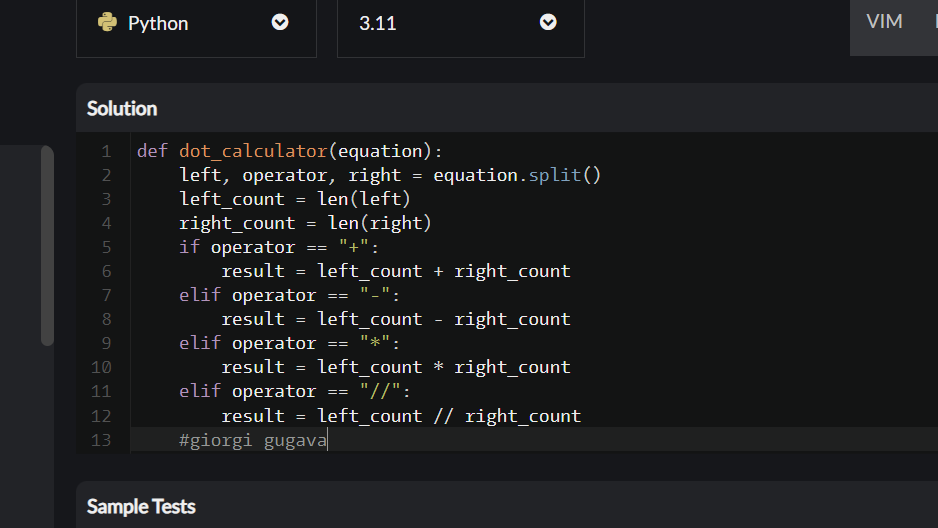 Python 3.11 VIM
Solution
1 def dot_calculator(equation):
2     left, operator, right = equation.split()
3     left_count = len(left)
4     right_count = len(right)
5     if operator == "+":
6         result = left_count + right_count
7     elif operator == "-":
8         result = left_count - right_count
9     elif operator == "*":
10         result = left_count * right_count
11     elif operator == "//":
12         result = left_count // right_count
13     #giorgi gugava
Sample Tests